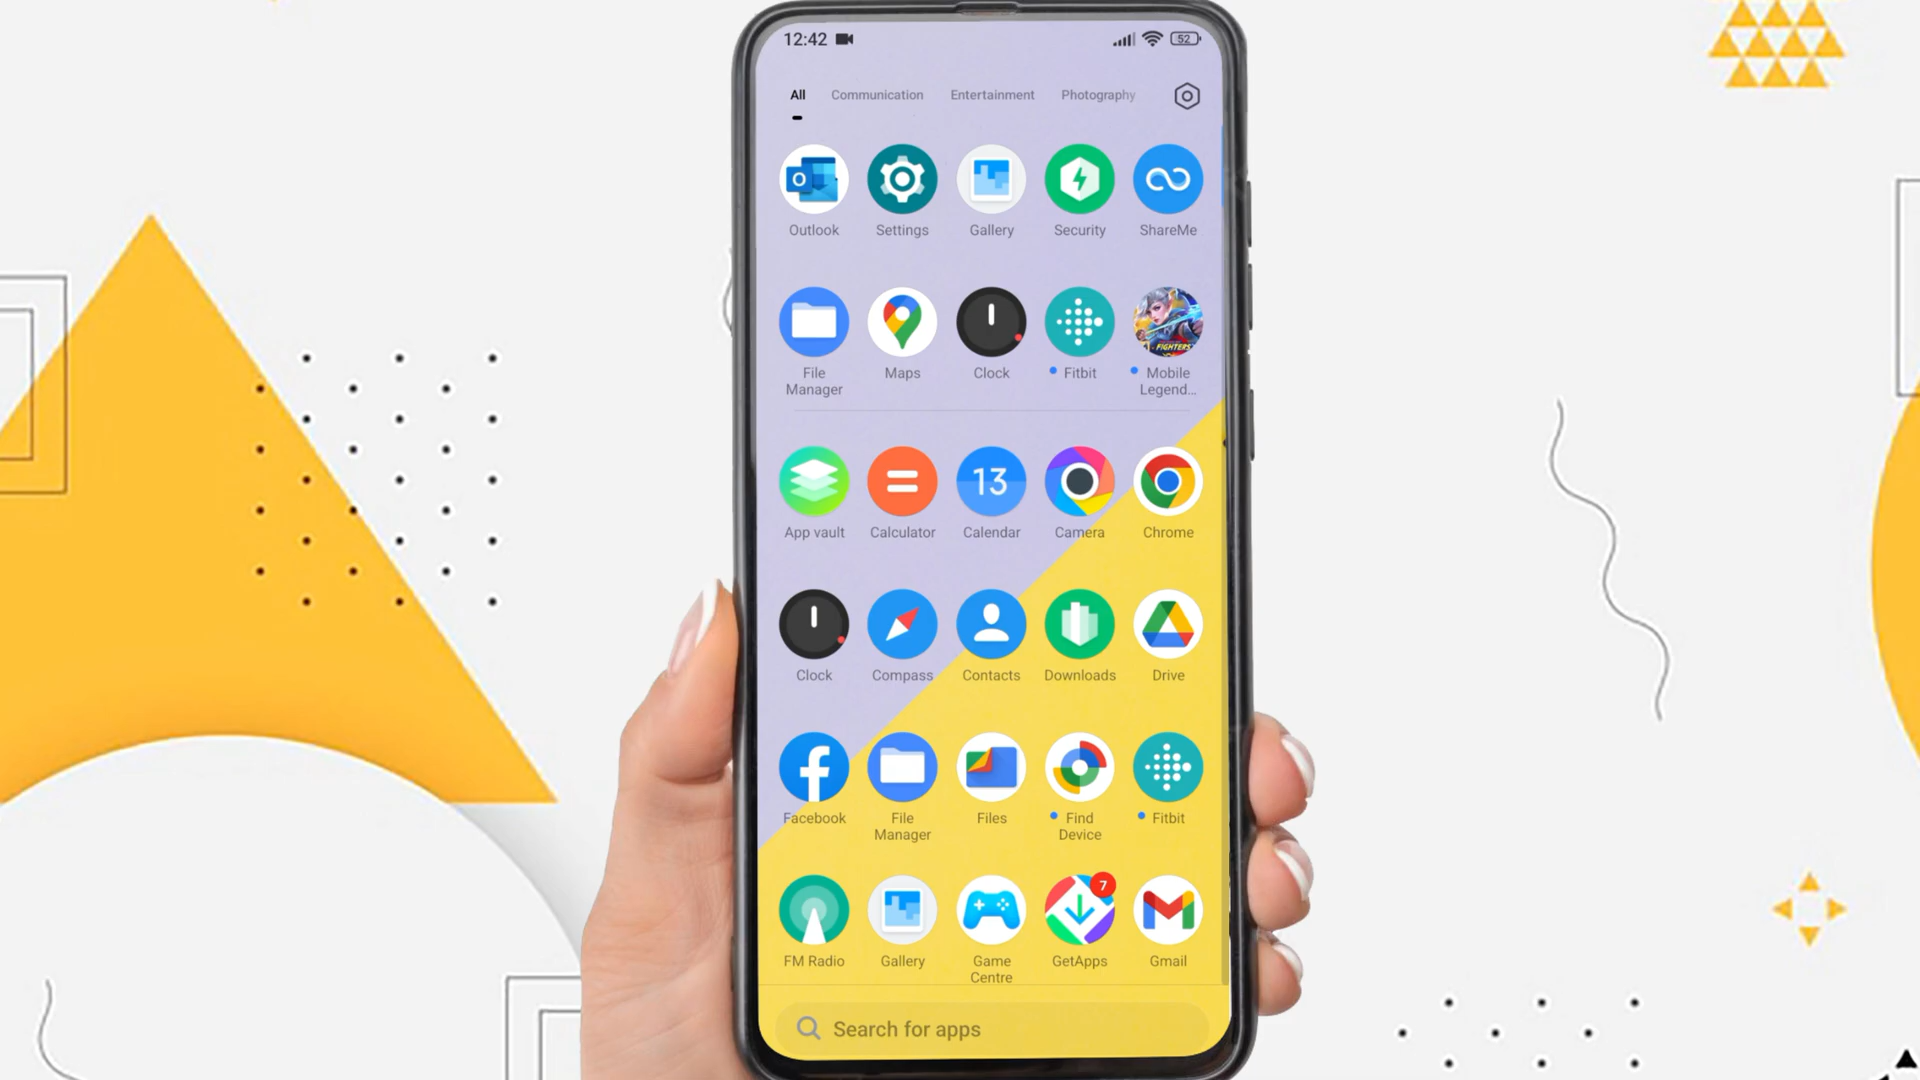 12:42
52
All Communication Entertainment Photography
O
Outlook Settings Gallery Security ShareMe
FIGHTERS
File Manager Maps Clock Fitbit Mobile Legend...
13
App vault Calculator Calendar Camera Chrome
Clock Compass Contacts Downloads Drive
Facebook File Manager Files Find Device Fitbit
7
FM Radio Gallery Game Centre GetApps Gmail
Search for apps